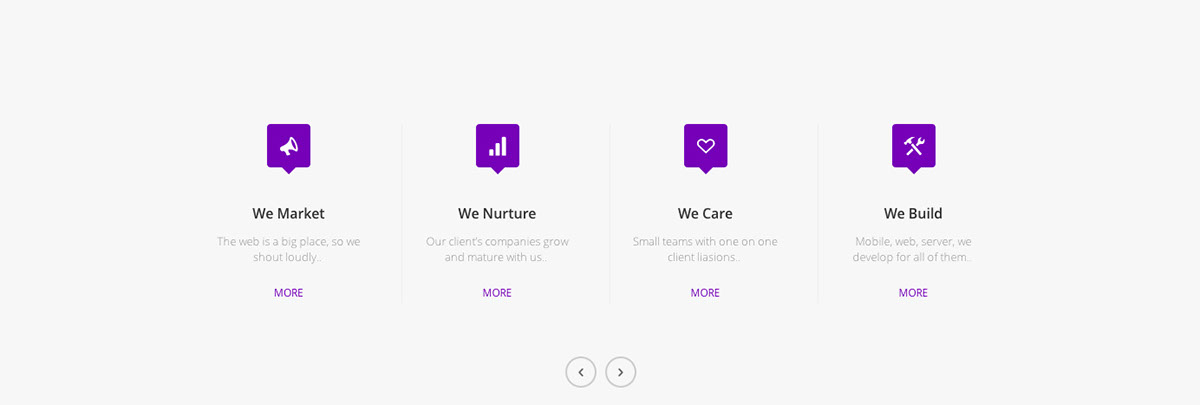 We Market
The web is a big place, so we
shout loudly..
MORE
We Nurture
Our client's companies grow
and mature with us..
MORE
We Care
Small teams with one on one
client liasions..
MORE
We Build
Mobile, web, server, we
develop for all of them..
MORE